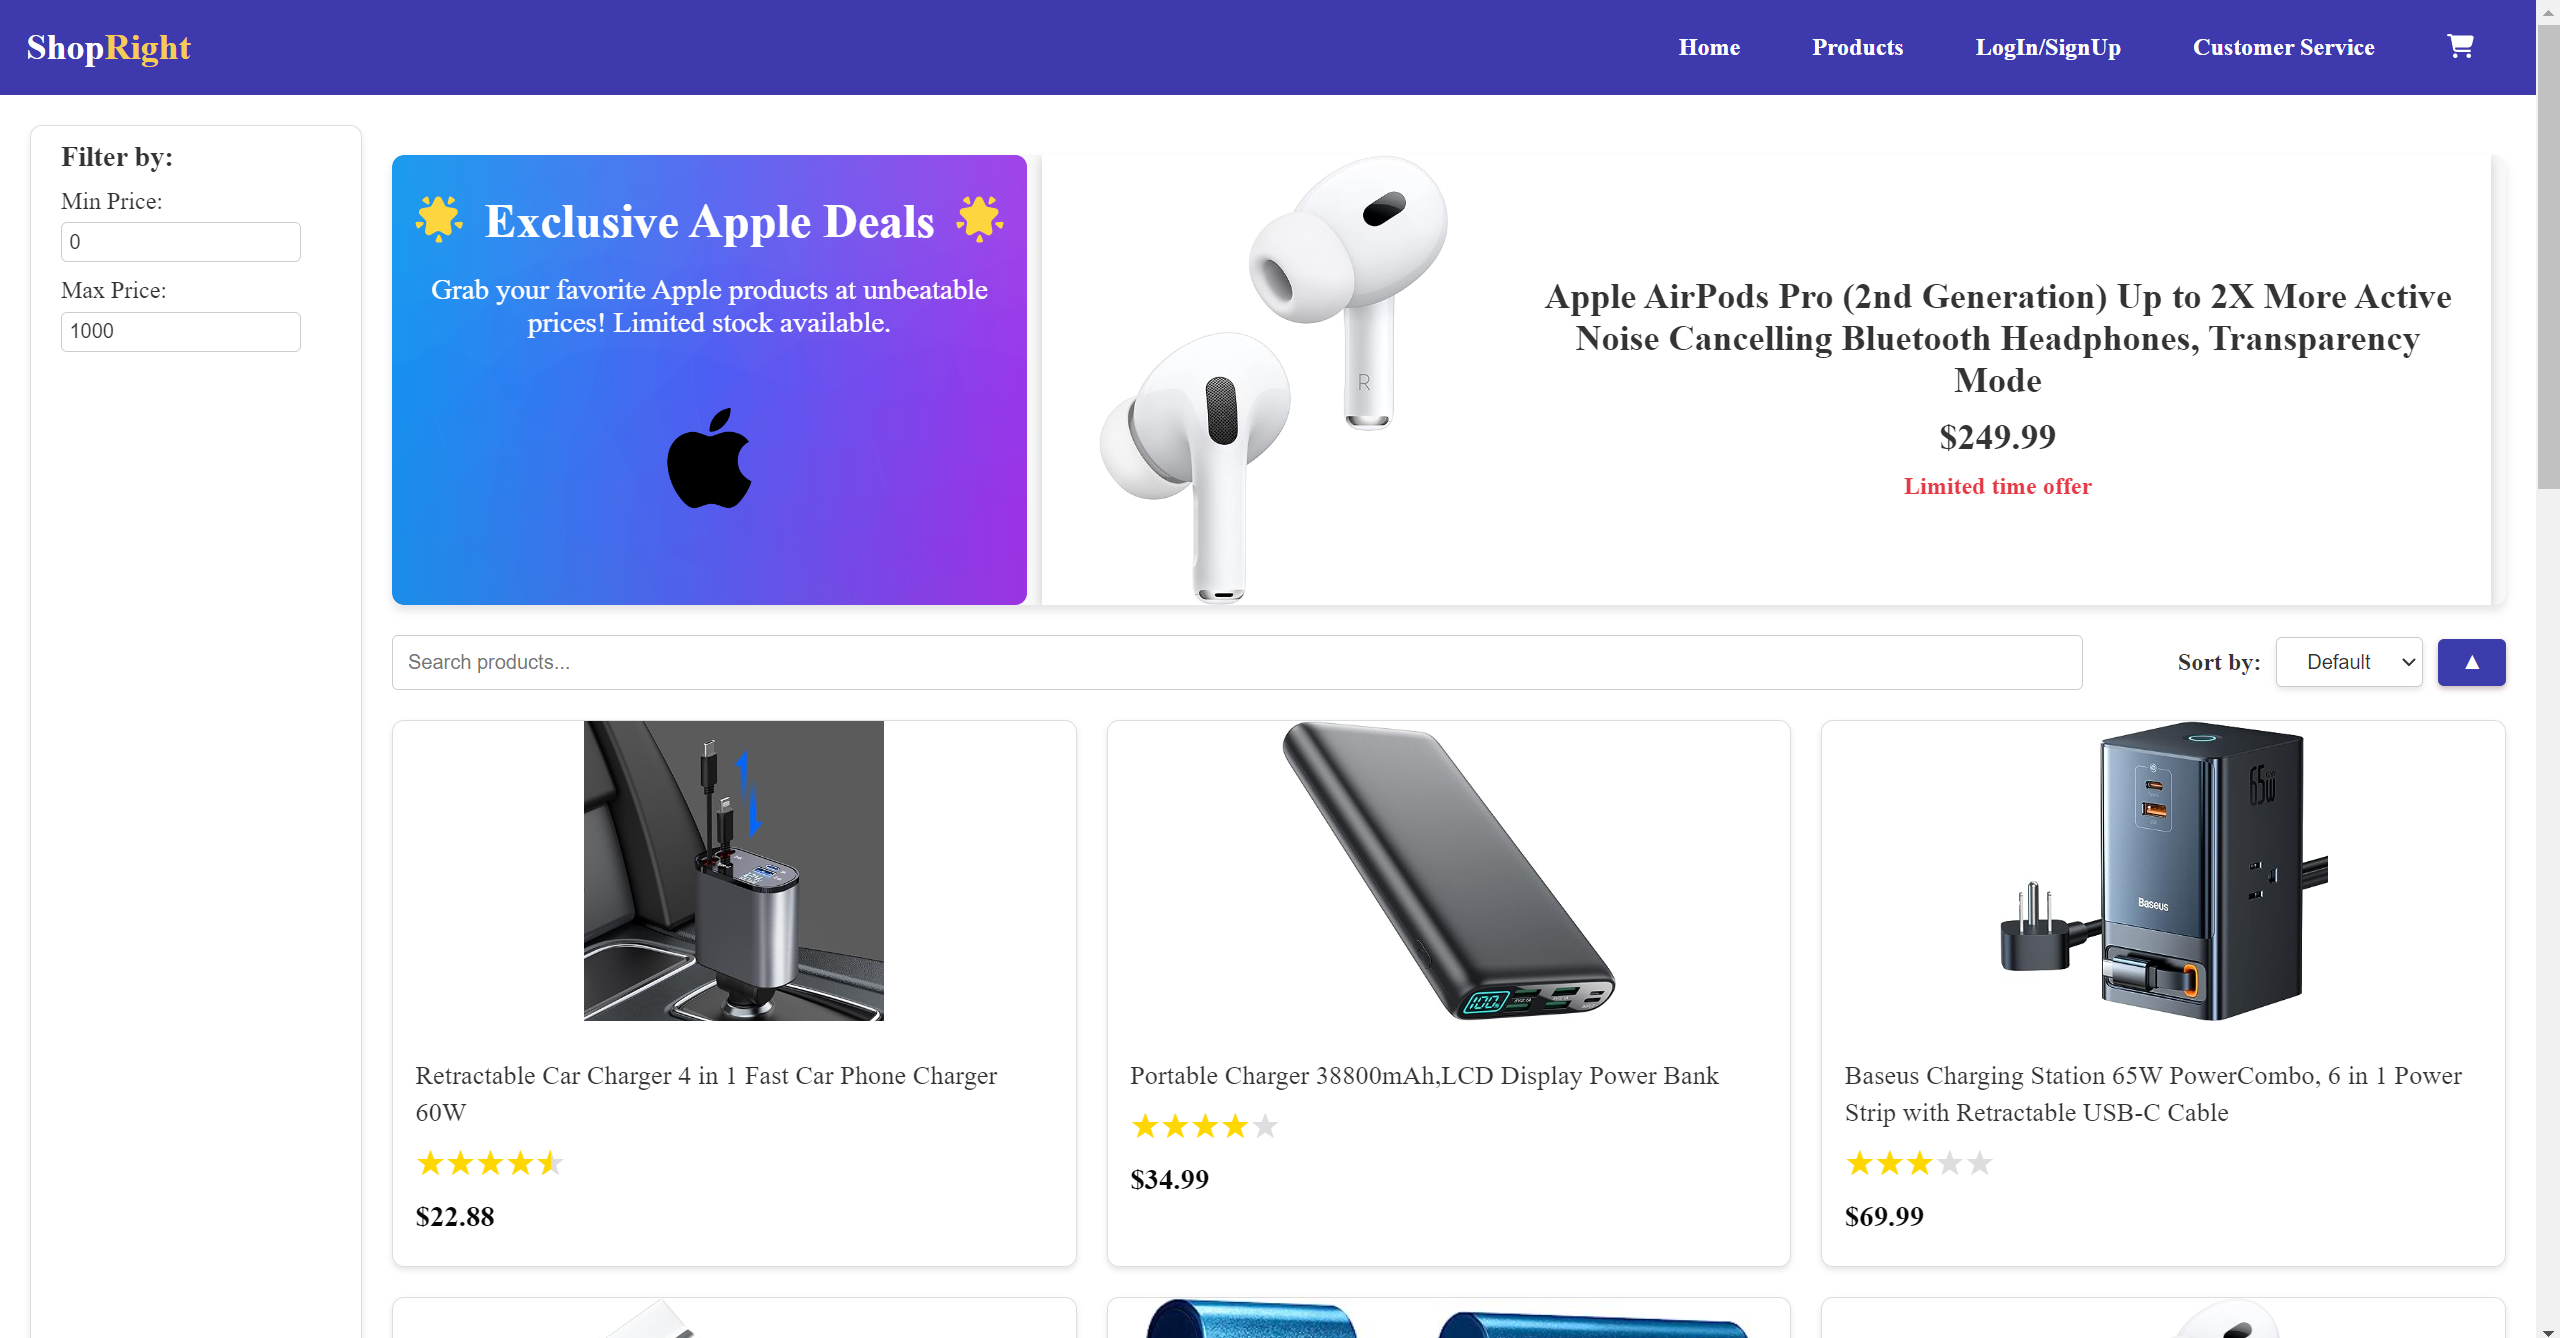 ShopRight
Home
Products
LogIn/SignUp
Customer Service
Filter by:
Min Price:
0
Max Price:
1000
🌟 Exclusive Apple Deals 🌟
Grab your favorite Apple products at unbeatable
prices! Limited stock available.
R
Apple AirPods Pro (2nd Generation) Up to 2X More Active
Noise Cancelling Bluetooth Headphones, Transparency
Mode
$249.99
Limited time offer
Search products...
Sort by:
Default
▲
65W
Baseus
100%
Retractable Car Charger 4 in 1 Fast Car Phone Charger
60W
$22.88
Portable Charger 38800mAh,LCD Display Power Bank
$34.99
Baseus Charging Station 65W PowerCombo, 6 in 1 Power
Strip with Retractable USB-C Cable
$69.99